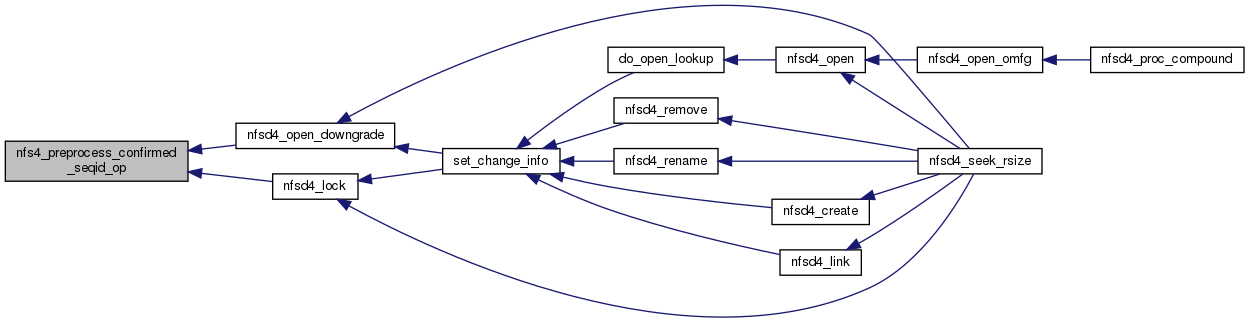 nfs4_preprocess_confirmed
_seqid_op
nfsd4_open_downgrade
nfsd4_lock
set_change_info
do_open_lookup
nfsd4_remove
nfsd4_rename
nfsd4_create
nfsd4_link
nfsd4_open
nfsd4_open_omfg
nfsd4_seek_rsize
nfsd4_proc_compound